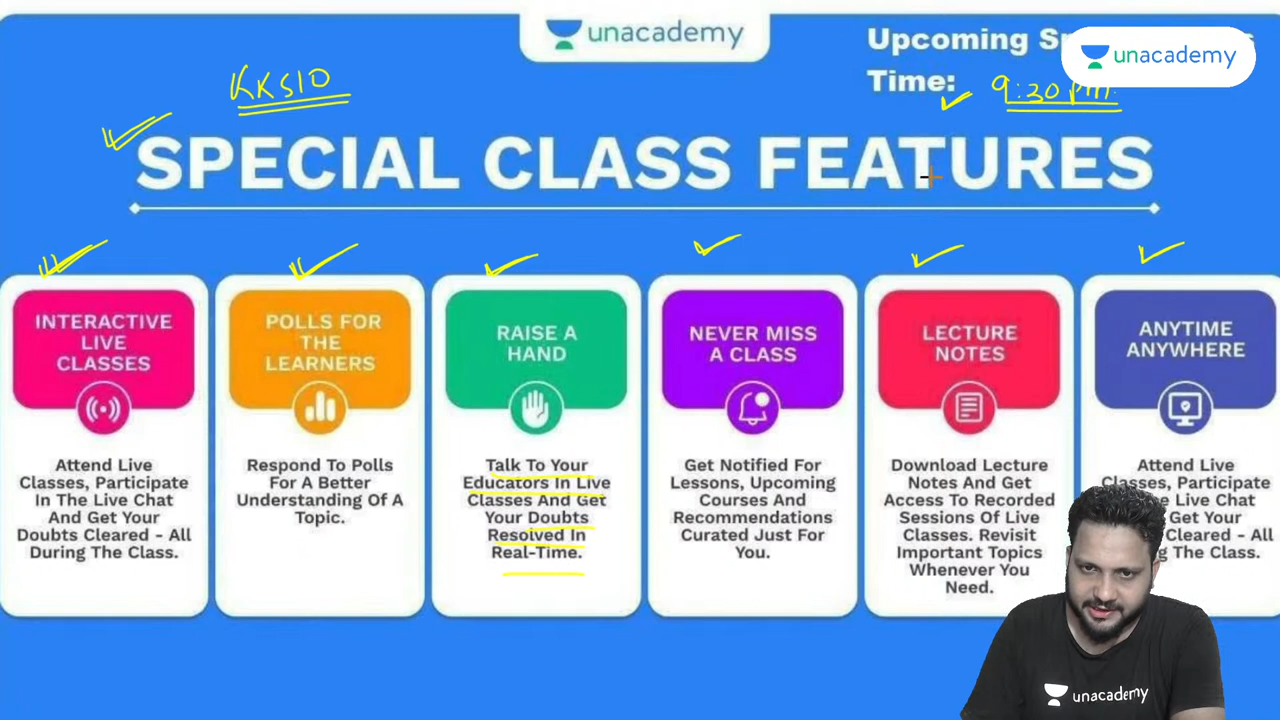 unacademy
Upcoming
Time: 9:30 pm.
unacademy
KKS10
SPECIAL CLASS FEATURES
INTERACTIVE
LIVE
CLASSES
Attend Live
Classes, Participate
In The Live Chat
And Get Your
Doubts Cleared - All
During The Class.
POLLS FOR
THE
LEARNERS
Respond To Polls
For A Better
Understanding Of A
Topic.
RAISE A
HAND
Talk To Your
Educators In Live
Classes And Get
Your Doubts
Resolved In
Real-Time.
NEVER MISS
A CLASS
Get Notified For
Lessons, Upcoming
Courses And
Recommendations
Curated Just For
You.
LECTURE
NOTES
Download Lecture
Notes And Get
Access To Recorded
Sessions Of Live
Classes. Revisit
Important Topics
Whenever You
Need.
ANYTIME
ANYWHERE
Attend Live
Classes, Participate
Live Chat
Get Your
Cleared - All
The Class.
unacademy